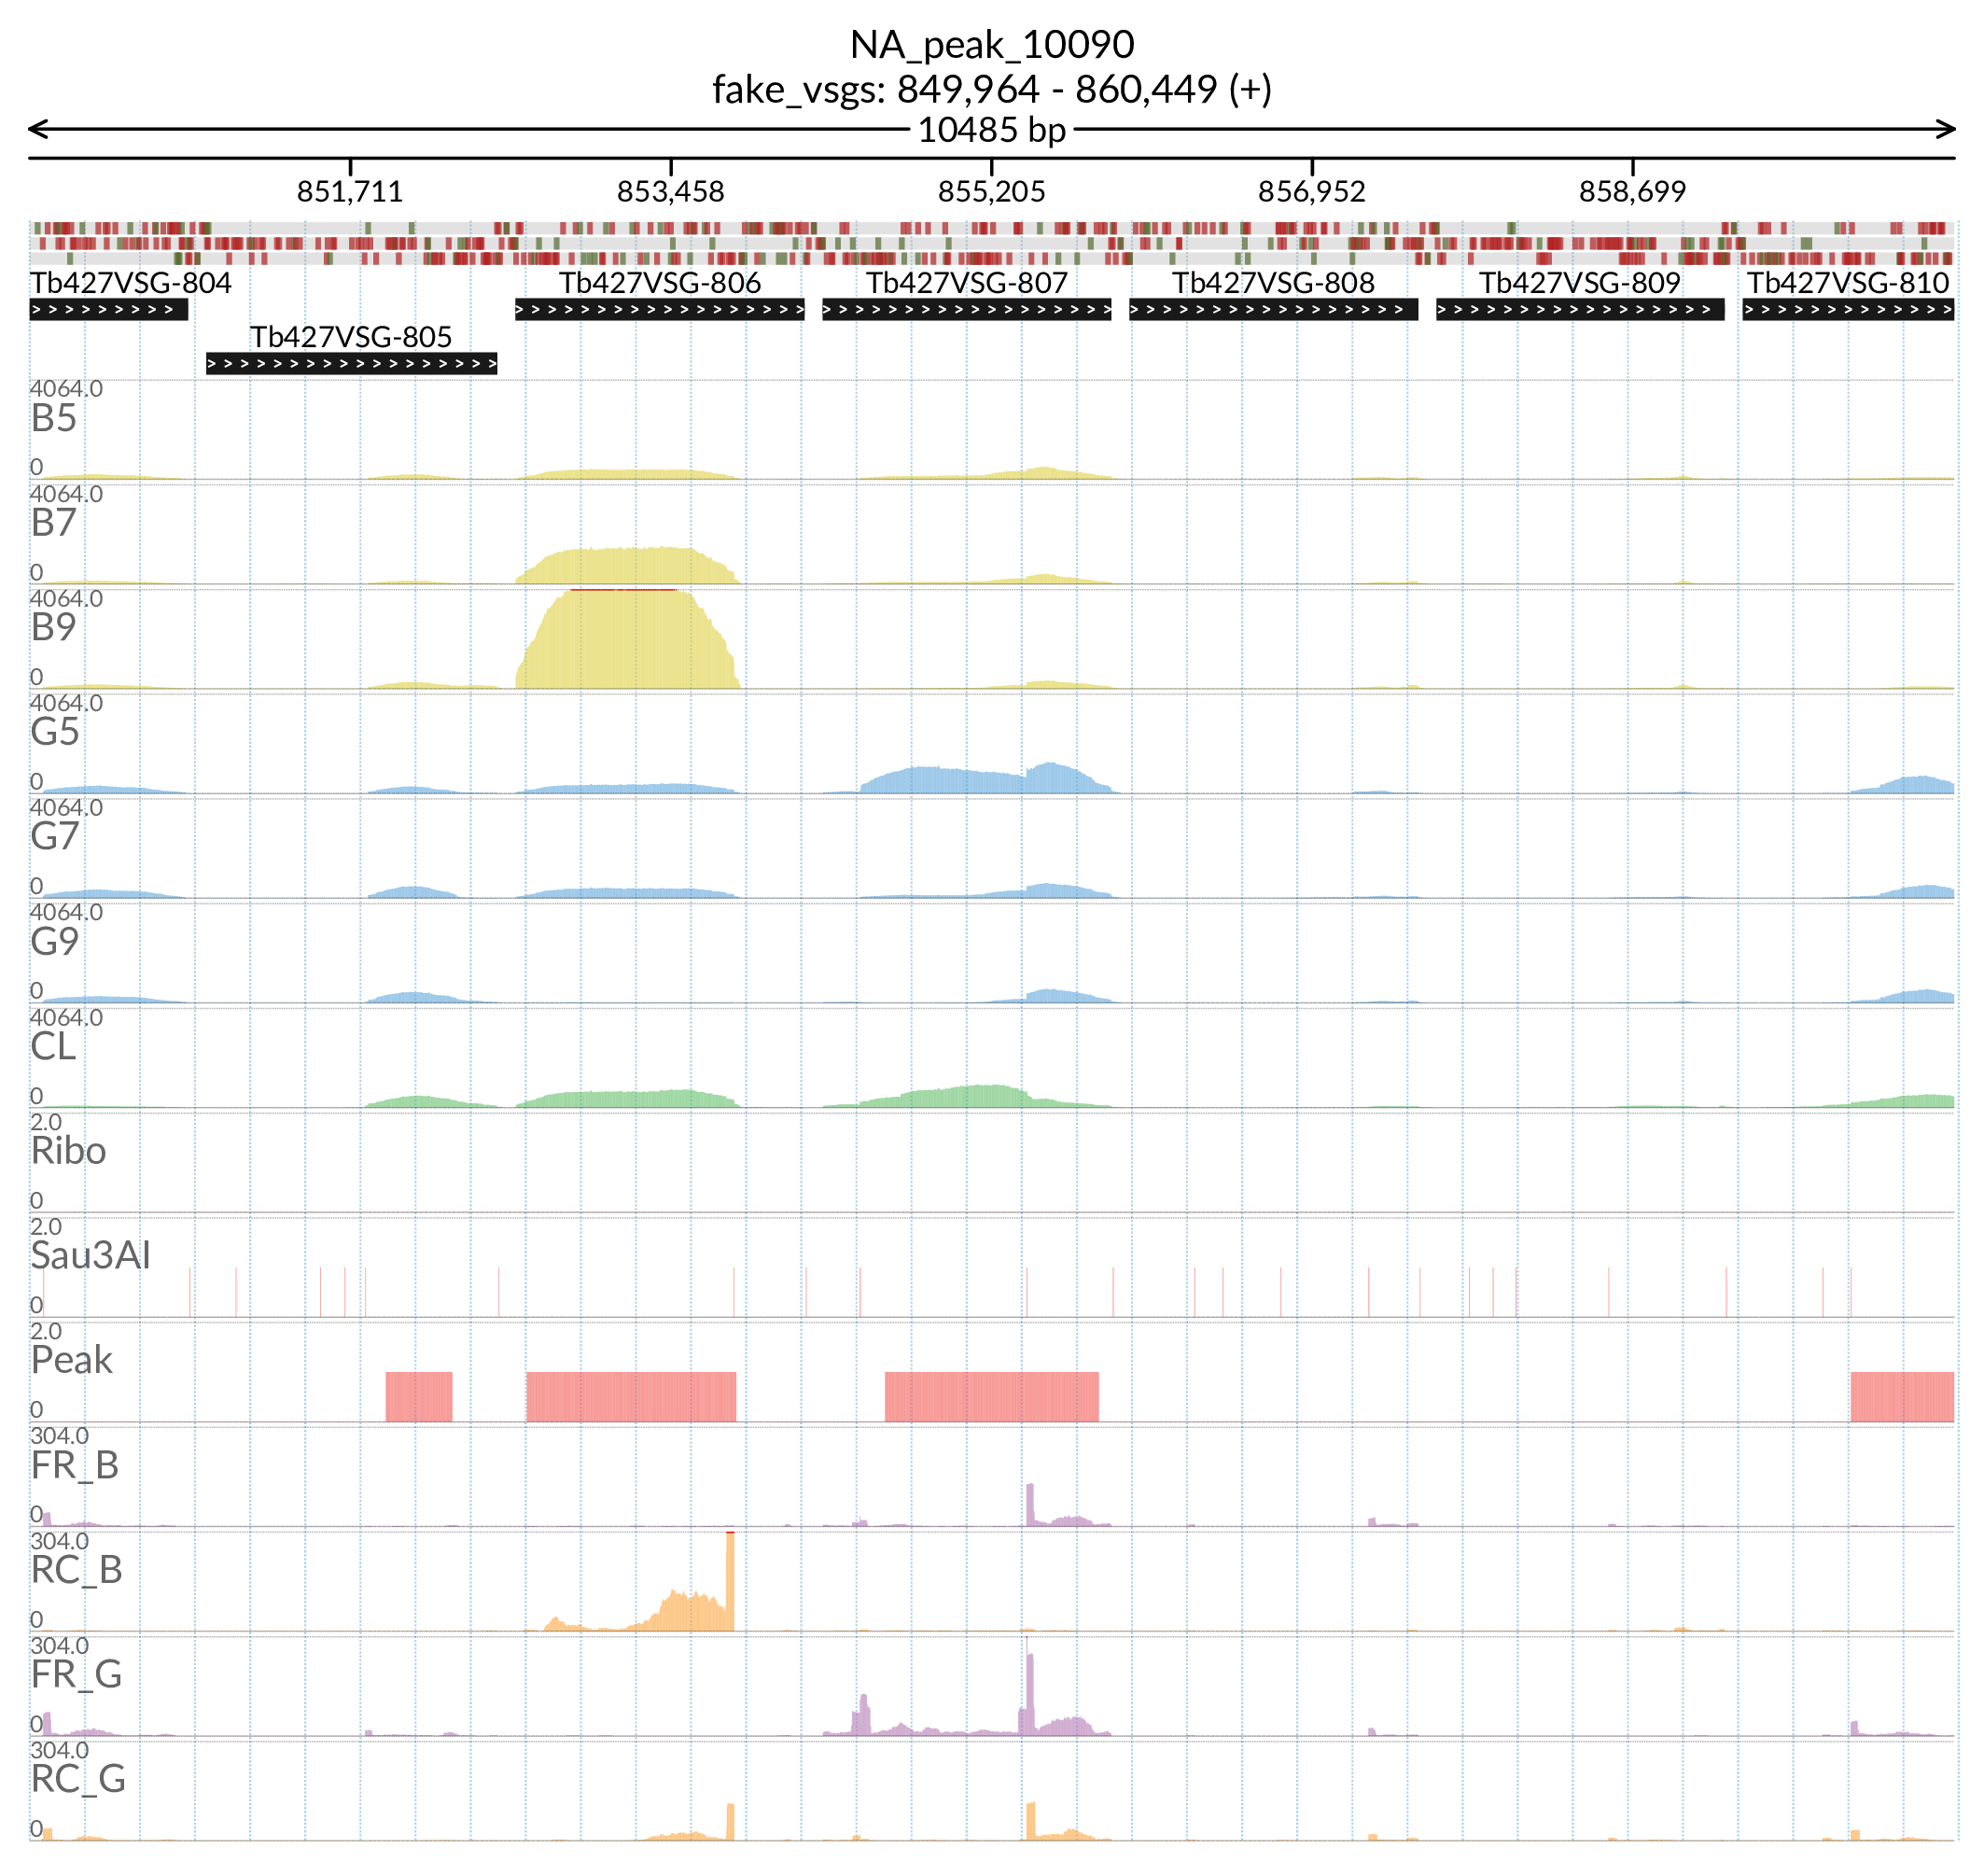 NA_peak_10090
fake_vsgs: 849,964 - 860,449 (+)
10485 bp
851,711 853,458 855,205 856,952 858,699
Tb427VSG-804 Tb427VSG-806 Tb427VSG-807 Tb427VSG-808 Tb427VSG-809 Tb427VSG-810
Tb427VSG-805
4064.0
B5
0
4064.0
B7
0
4064.0
B9
0
4064.0
G5
0
4064.0
G7
0
4064.0
G9
0
4064.0
CL
0
2.0
Ribo
0
2.0
Sau3AI
0
2.0
Peak
0
304.0
FR_B
0
304.0
RC_B
0
304.0
FR_G
0
304.0
RC_G
0